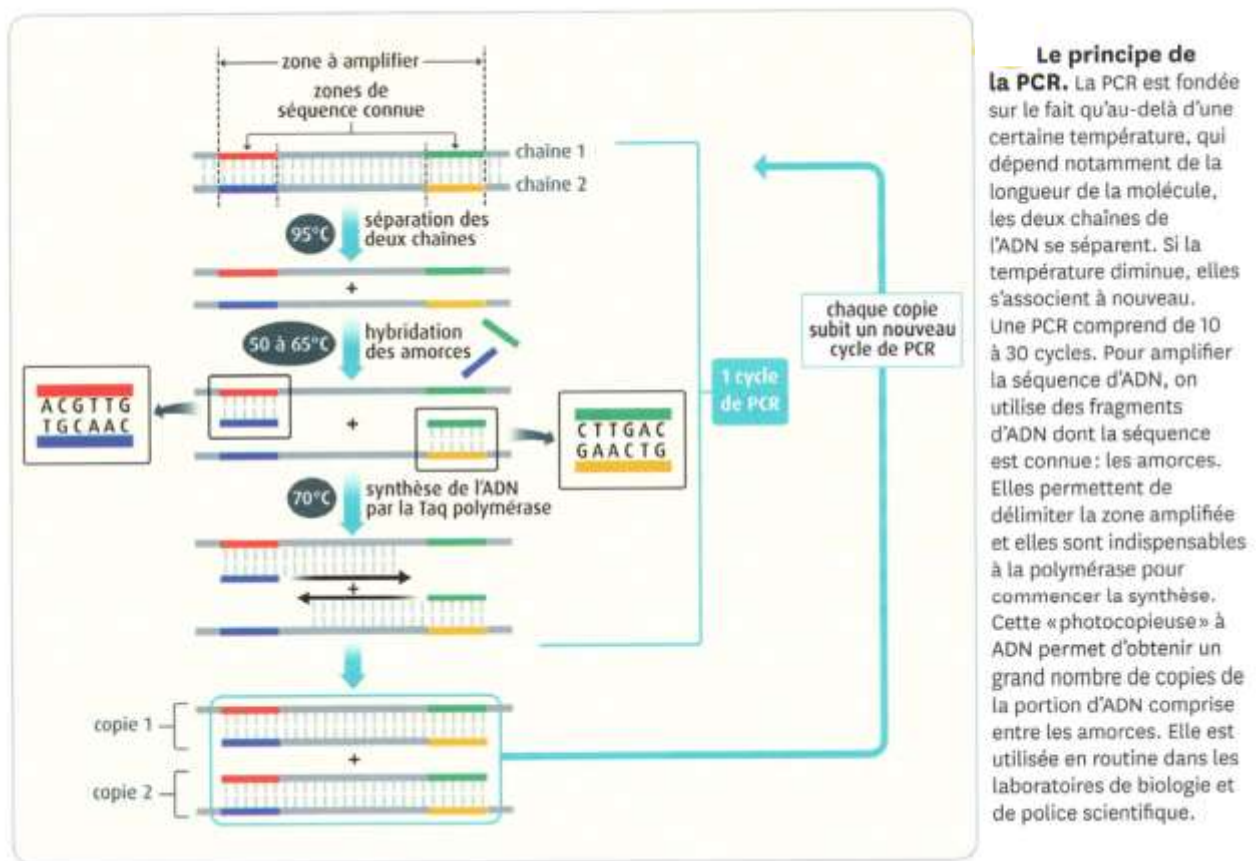 zone à amplifier
zones de
séquence connue
chaîne 1
chaîne 2
95°C
séparation des
deux chaînes
+
50 à 65°C
hybridation
des amorces
ACGTTG
TGCAAC
+
CTTGAC
GAACTG
70°C
synthèse de l'ADN
par la Taq polymérase
+
copie 1
+
copie 2
1 cycle
de PCR
chaque copie
subit un nouveau
cycle de PCR
Le principe de
la PCR. La PCR est fondée
sur le fait qu'au-delà d'une
certaine température, qui
dépend notamment de la
longueur de la molécule,
les deux chaînes de
l'ADN se séparent. Si la
température diminue, elles
s'associent à nouveau.
Une PCR comprend de 10
à 30 cycles. Pour amplifier
la séquence d'ADN, on
utilise des fragments
d'ADN dont la séquence
est connue : les amorces.
Elles permettent de
délimiter la zone amplifiée
et elles sont indispensables
à la polymérase pour
commencer la synthèse.
Cette «photocopieuse» à
ADN permet d'obtenir un
grand nombre de copies de
la portion d'ADN comprise
entre les amorces. Elle est
utilisée en routine dans les
laboratoires de biologie et
de police scientifique.